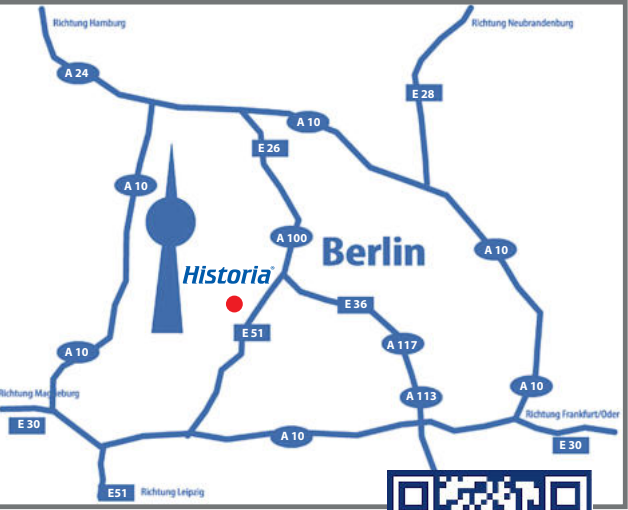 Richtung Hamburg
Richtung Neubrandenburg
A 24
E 28
A 10
E 26
A 10
A 100
Berlin
A 10
Historia®
E 36
E 51
A 117
A 10
A 10
Richtung Magdeburg
A 113
Richtung Frankfurt/Oder
E 30
A 10
E 30
E51
Richtung Leipzig